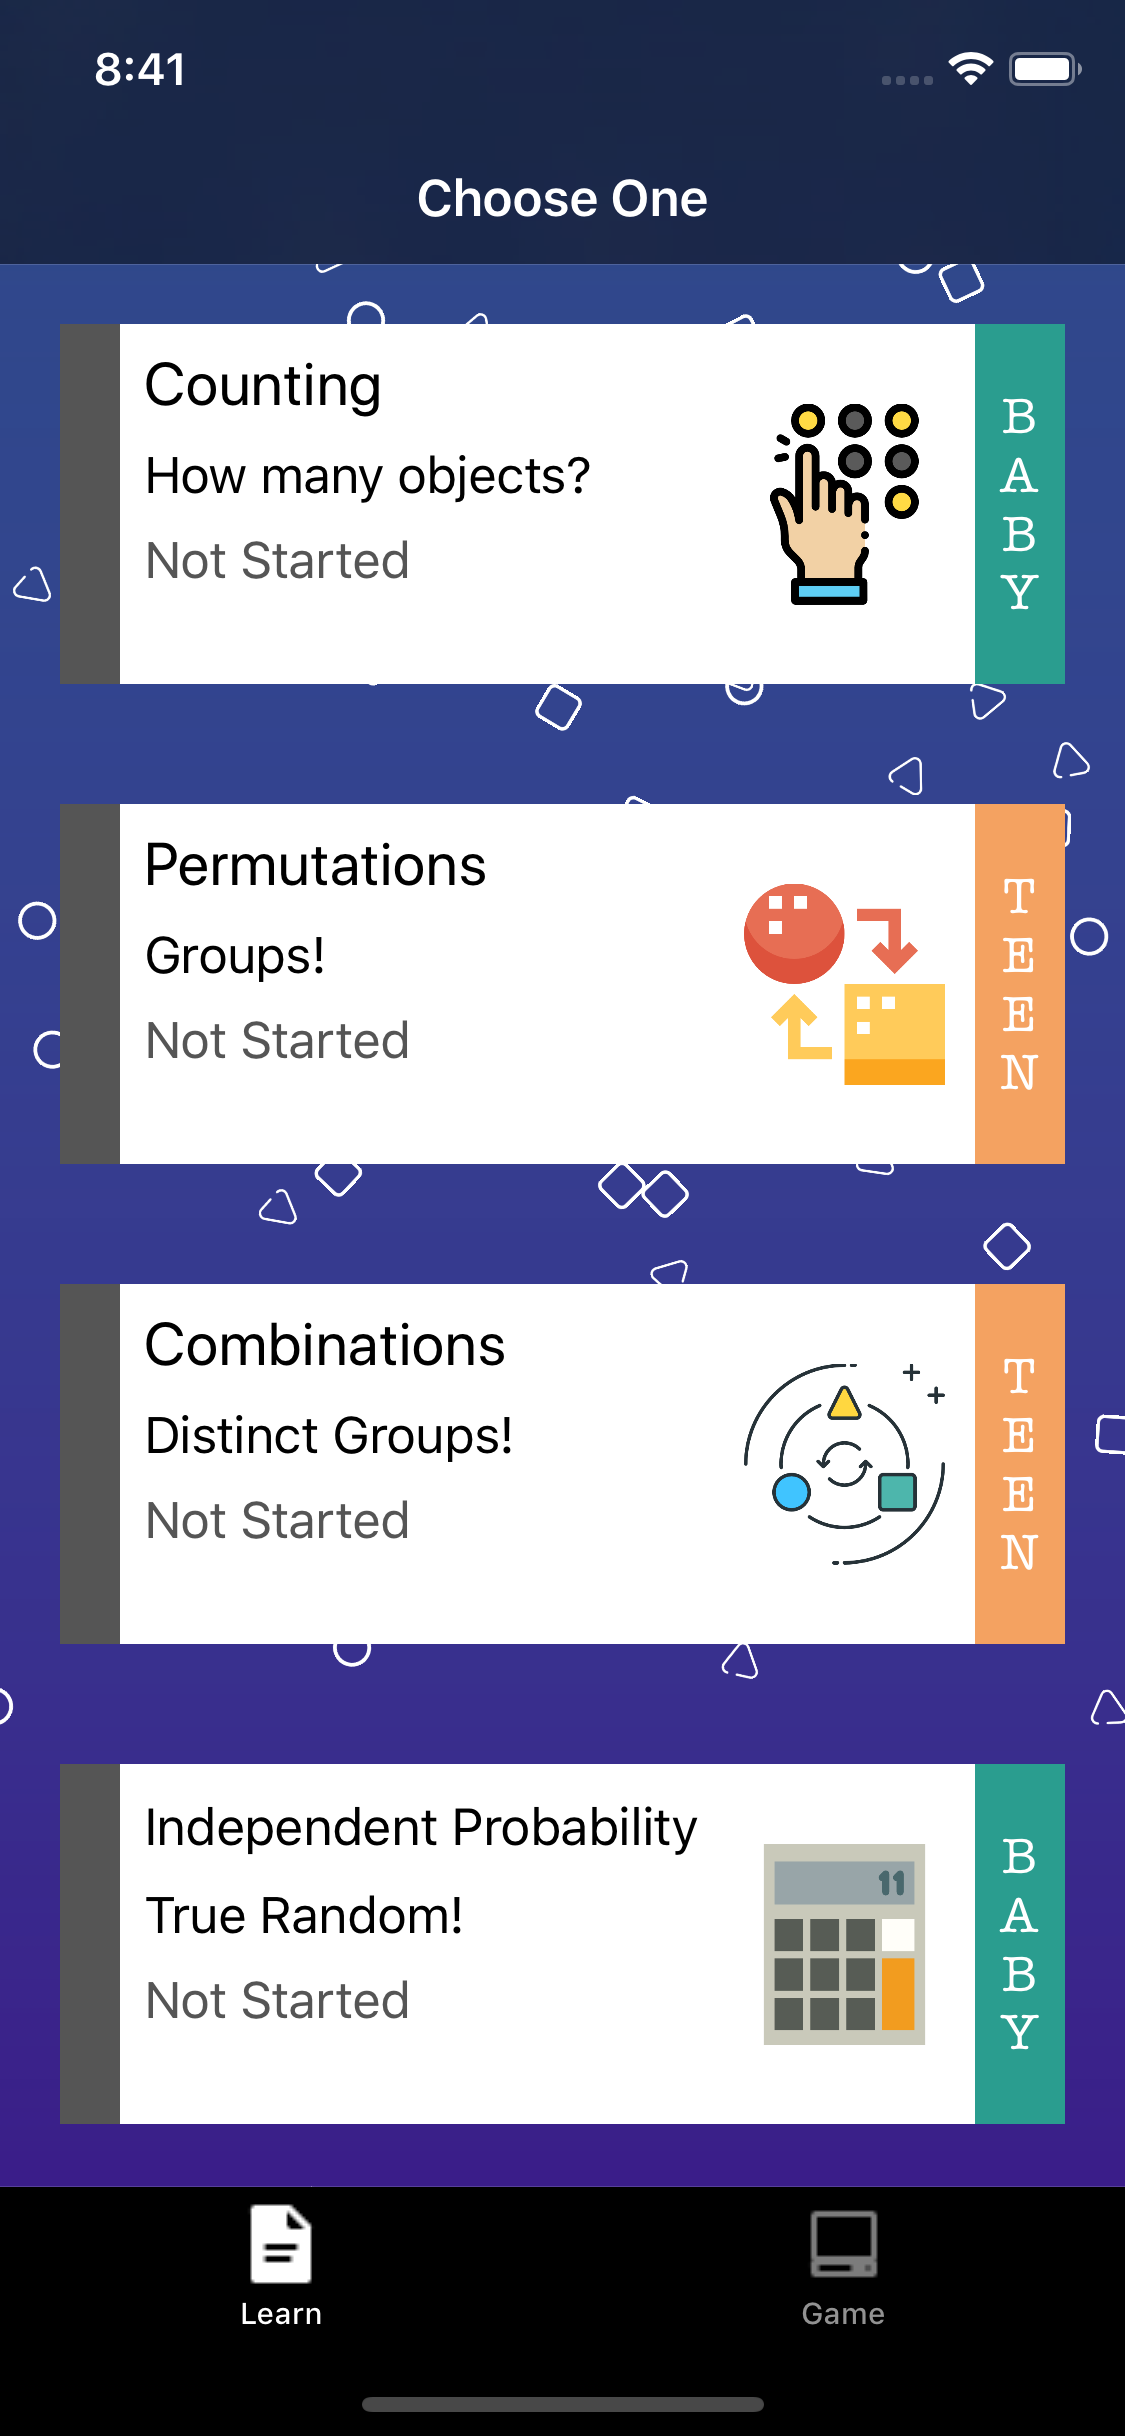 8:41
Choose One
Counting
How many objects?
Not Started
BABY
Permutations
Groups!
Not Started
TEEN
Combinations
Distinct Groups!
Not Started
TEEN
Independent Probability
True Random!
Not Started
11
BABY
Learn
Game